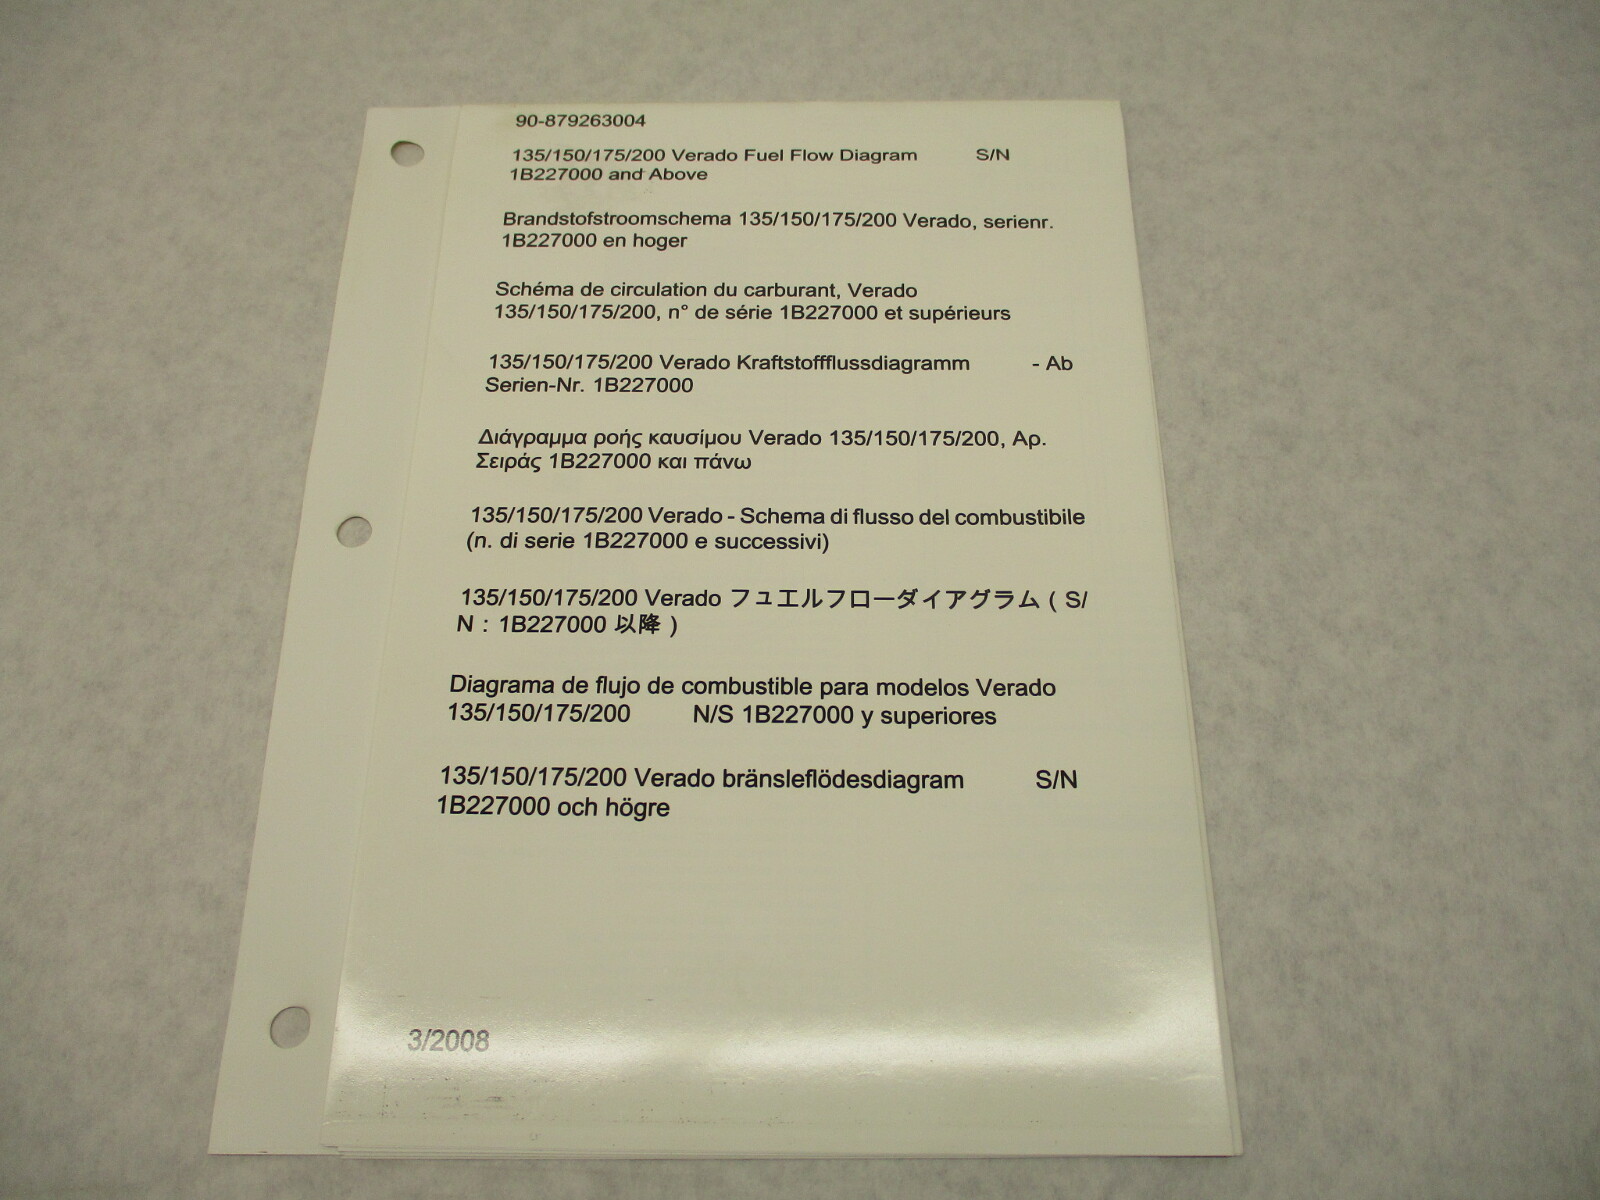 90-879263004
135/150/175/200 Verado Fuel Flow Diagram S/N
1B227000 and Above
Brandstofstroomschema 135/150/175/200 Verado, serienr.
1B227000 en hoger
Schéma de circulation du carburant, Verado
135/150/175/200, n° de série 1B227000 et supérieurs
135/150/175/200 Verado Kraftstoffflussdiagramm - Ab
Serien-Nr. 1B227000
Διάγραμμα ροής καυσίμου Verado 135/150/175/200, Αρ.
Σειράς 1B227000 και πάνω
135/150/175/200 Verado - Schema di flusso del combustibile
(n. di serie 1B227000 e successivi)
135/150/175/200 Verado フュエルフローダイアグラム ( S/
N : 1B227000 以降 )
Diagrama de flujo de combustible para modelos Verado
135/150/175/200 N/S 1B227000 y superiores
135/150/175/200 Verado bränsleflödesdiagram S/N
1B227000 och högre
3/2008